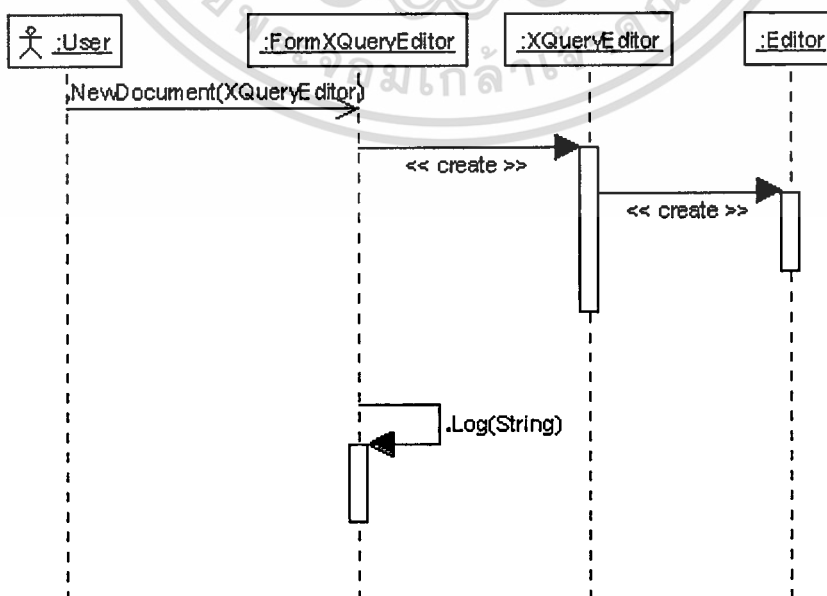 :User
:FormXQueryEditor
:XQueryEditor
:Editor
.NewDocument(XQueryEditor)
<< create >>
<< create >>
.Log(String)